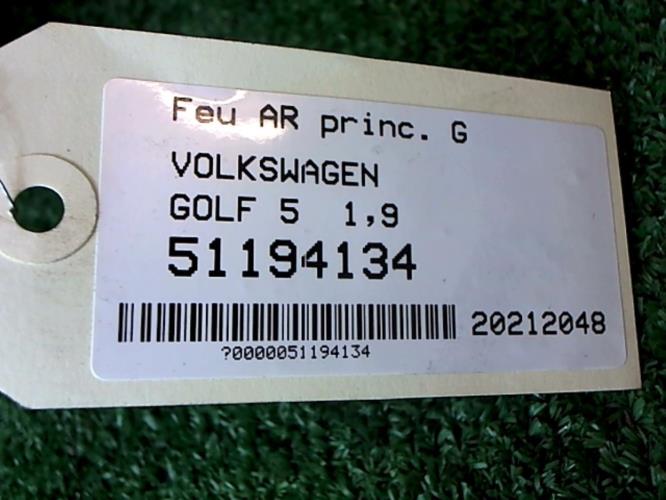 Feu AR princ. G
VOLKSWAGEN
GOLF 5 1,9
51194134
20212048
?0000051194134